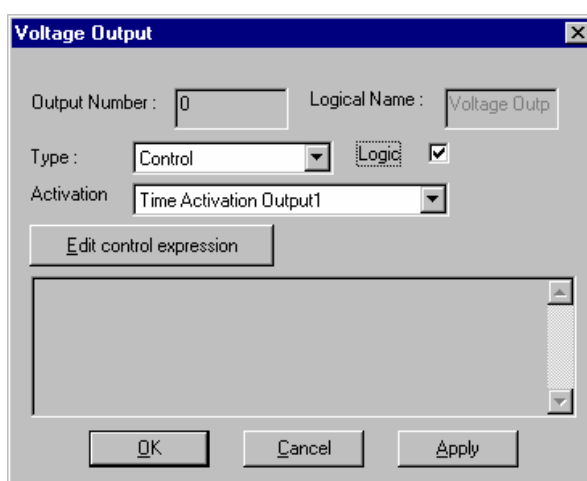 Voltage Output
Output Number : 0 Logical Name : Voltage Outp
Type : Control Logic
Activation Time Activation Output1
Edit control expression
OK Cancel Apply